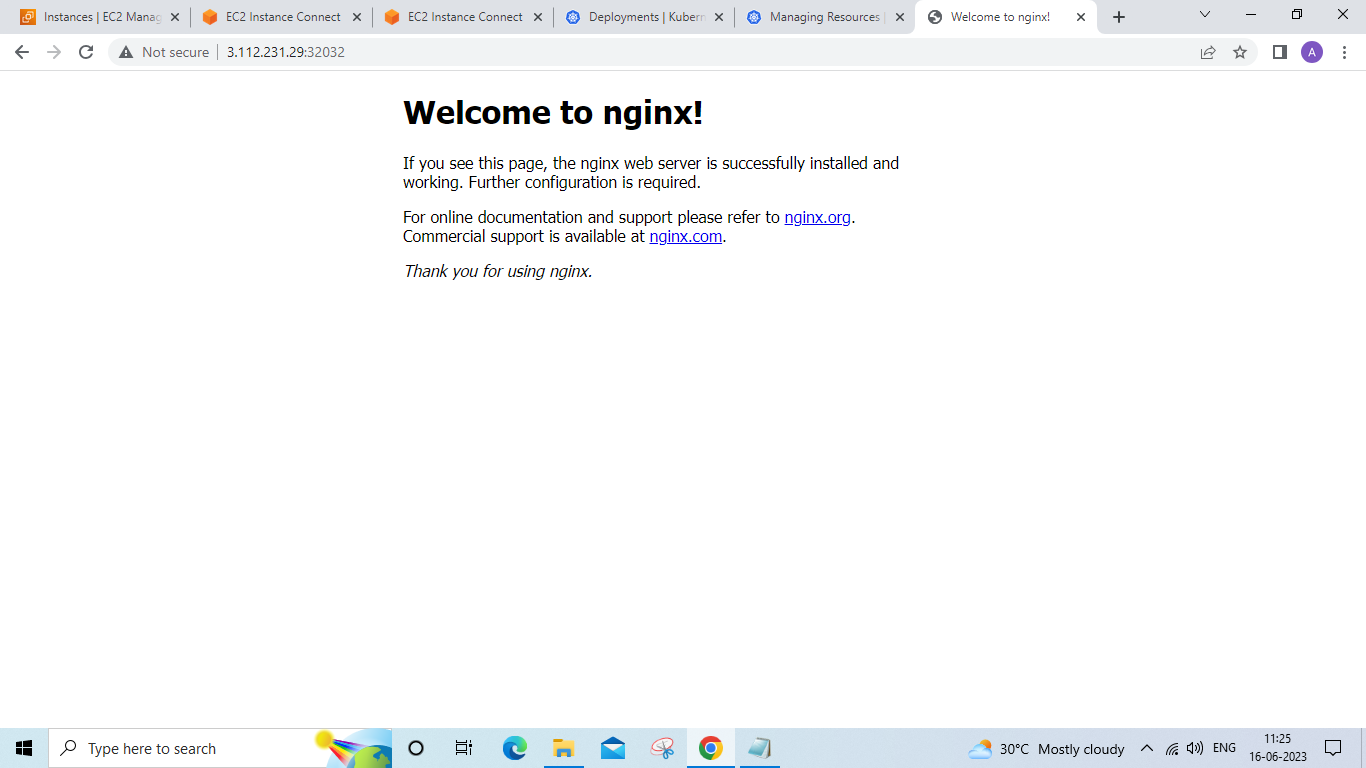 Instances | EC2 Manag
EC2 Instance Connect
EC2 Instance Connect
Deployments | Kubern
Managing Resources |
Welcome to nginx!
Not secure
3.112.231.29:32032
A
Welcome to nginx!
If you see this page, the nginx web server is successfully installed and
working. Further configuration is required.
For online documentation and support please refer to nginx.org.
Commercial support is available at nginx.com.
Thank you for using nginx.
Type here to search
30°C Mostly cloudy
ENG
11:25
16-06-2023